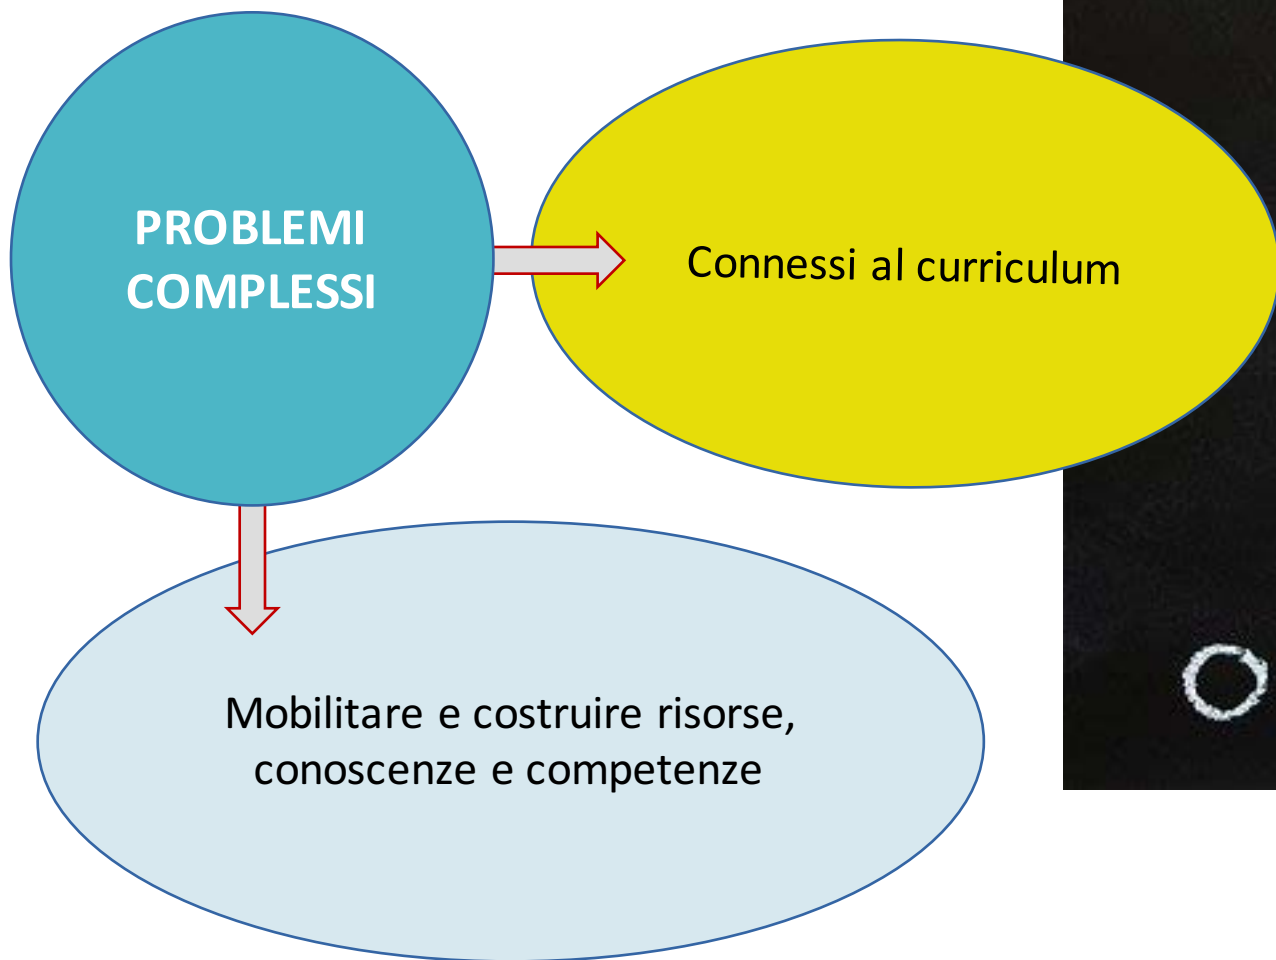 PROBLEMI
COMPLESSI
Connessi al curriculum
Mobilitare e costruire risorse,
conoscenze e competenze